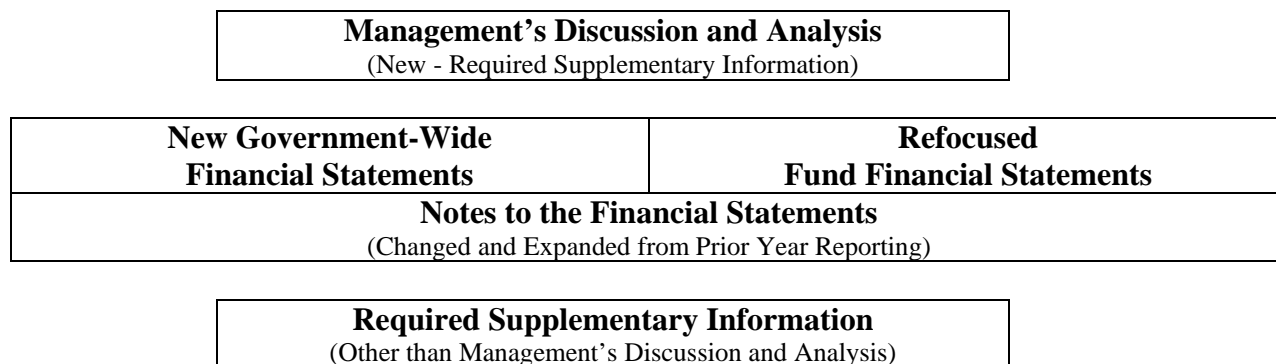 Management’s Discussion and Analysis
(New - Required Supplementary Information)
New Government-Wide
Financial Statements
Refocused
Fund Financial Statements
Notes to the Financial Statements
(Changed and Expanded from Prior Year Reporting)
Required Supplementary Information
(Other than Management’s Discussion and Analysis)